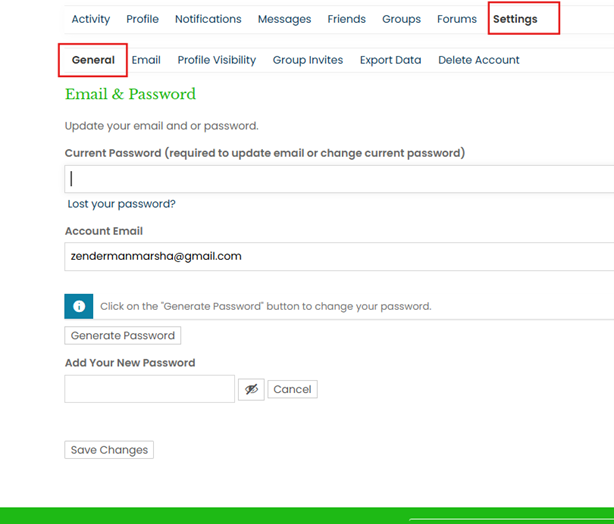 Activity Profile Notifications Messages Friends Groups Forums Settings
General Email Profile Visibility Group Invites Export Data Delete Account
Email & Password
Update your email and or password.
Current Password (required to update email or change current password)
Lost your password?
Account Email
zendermanmarsha@gmail.com
Click on the "Generate Password" button to change your password.
Generate Password
Add Your New Password
Cancel
Save Changes